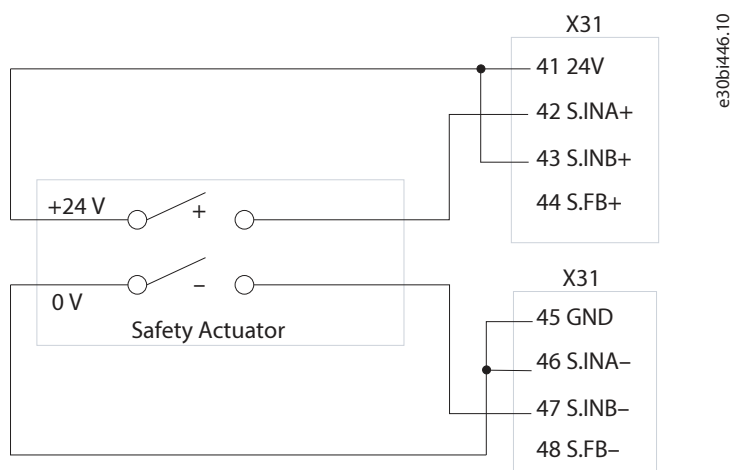 X31
41 24V
42 S.INA+
43 S.INB+
44 S.FB+
+24 V
+
–
0 V
Safety Actuator
X31
45 GND
46 S.INA–
47 S.INB–
48 S.FB–
e30bi446.10